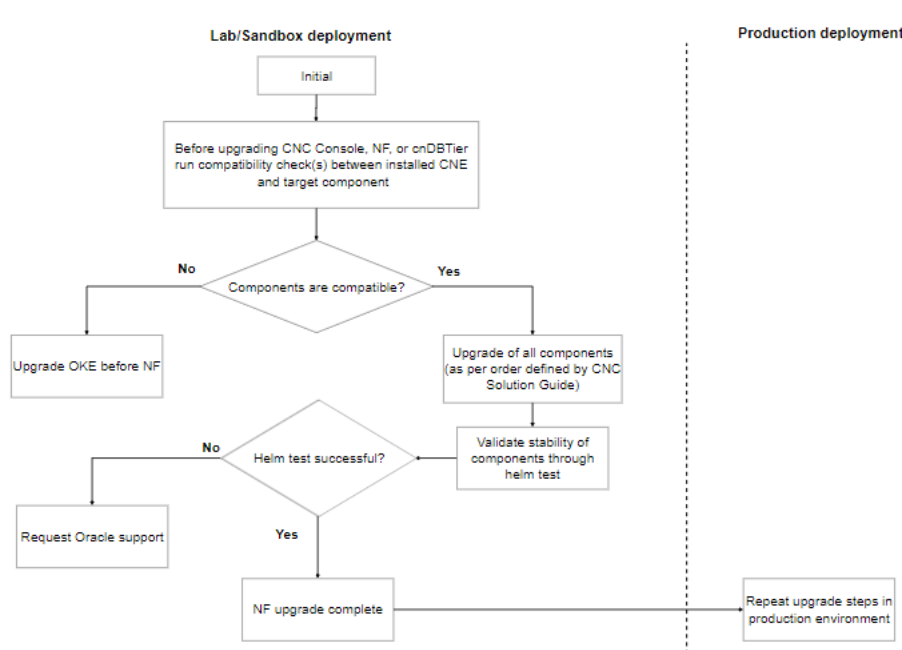 Lab/Sandbox deployment
Production deployment
Initial
Before upgrading CNC Console, NF, or cnDBTier
run compatibility check(s) between installed CNE
and target component
No
Yes
Components are compatible?
Upgrade OKE before NF
Upgrade of all components
(as per order defined by CNC
Solution Guide)
No
Helm test successful?
Validate stability of
components through
helm test
Request Oracle support
Yes
NF upgrade complete
Repeat upgrade steps in
production environment